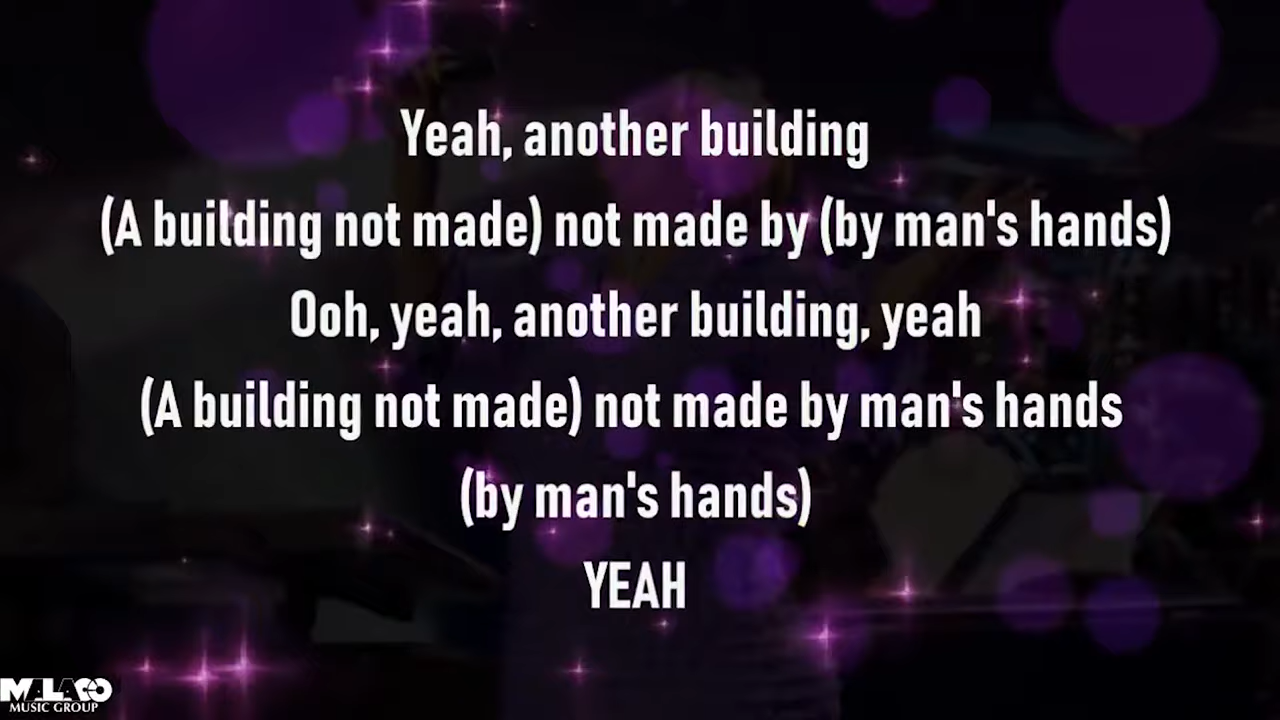 Yeah, another building
(A building not made) not made by (by man's hands)
Ooh, yeah, another building, yeah
(A building not made) not made by man's hands
(by man's hands)
YEAH
MALACO
MUSIC GROUP